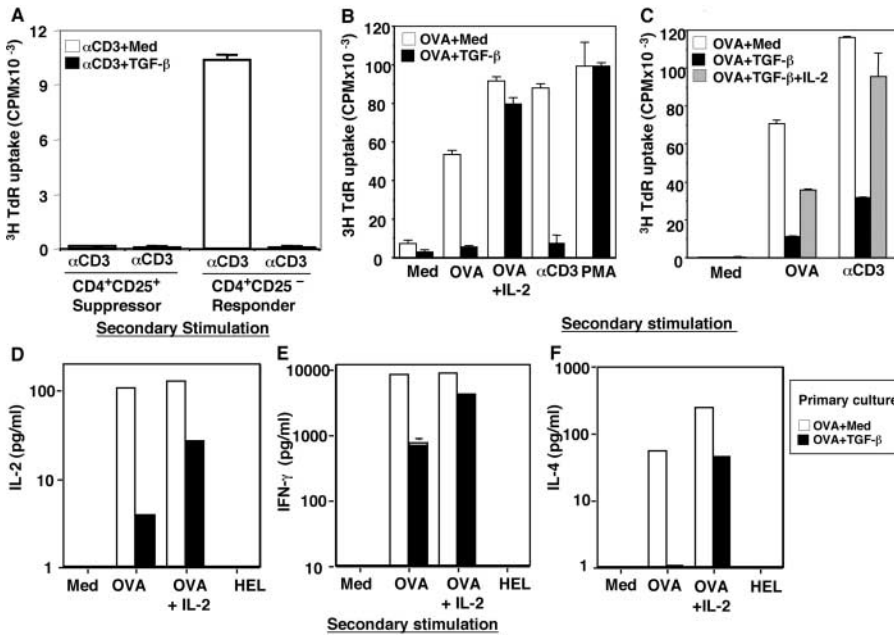 A
³H TdR uptake (CPMx10 ⁻³)
12
9
6
3
0
αCD3+Med
αCD3+TGF-β
αCD3 αCD3 αCD3 αCD3
CD4⁺CD25⁺
Suppressor
CD4⁺CD25⁻
Responder
Secondary Stimulation
B
3H TdR uptake (CPMx10 ⁻³)
120
100
80
60
40
20
0
OVA+Med
OVA+TGF-β
Med OVA OVA +IL-2 αCD3 PMA
C
³H TdR uptake (CPMx10 ⁻³)
120
100
80
60
40
20
0
OVA+Med
OVA+TGF-β
OVA+TGF-β+IL-2
Med OVA αCD3
Secondary stimulation
D
IL-2 (pg/ml)
100
10
1
Med OVA OVA + IL-2 HEL
E
IFN-γ (pg/ml)
10000
1000
100
10
Med OVA OVA + IL-2 HEL
Secondary stimulation
F
IL-4 (pg/ml)
1000
100
10
1
Med OVA OVA +IL-2 HEL
Primary culture
OVA+Med
OVA+TGF-β